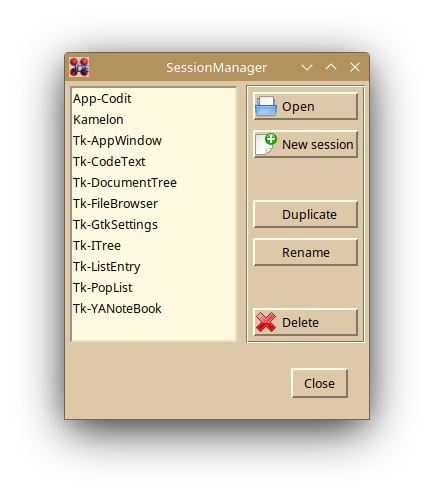 SessionManager
App-Codit
Kamelon
Tk-AppWindow
Tk-CodeText
Tk-DocumentTree
Tk-FileBrowser
Tk-GtkSettings
Tk-ITree
Tk-ListEntry
Tk-PopList
Tk-YANoteBook
Open
New session
Duplicate
Rename
Delete
Close